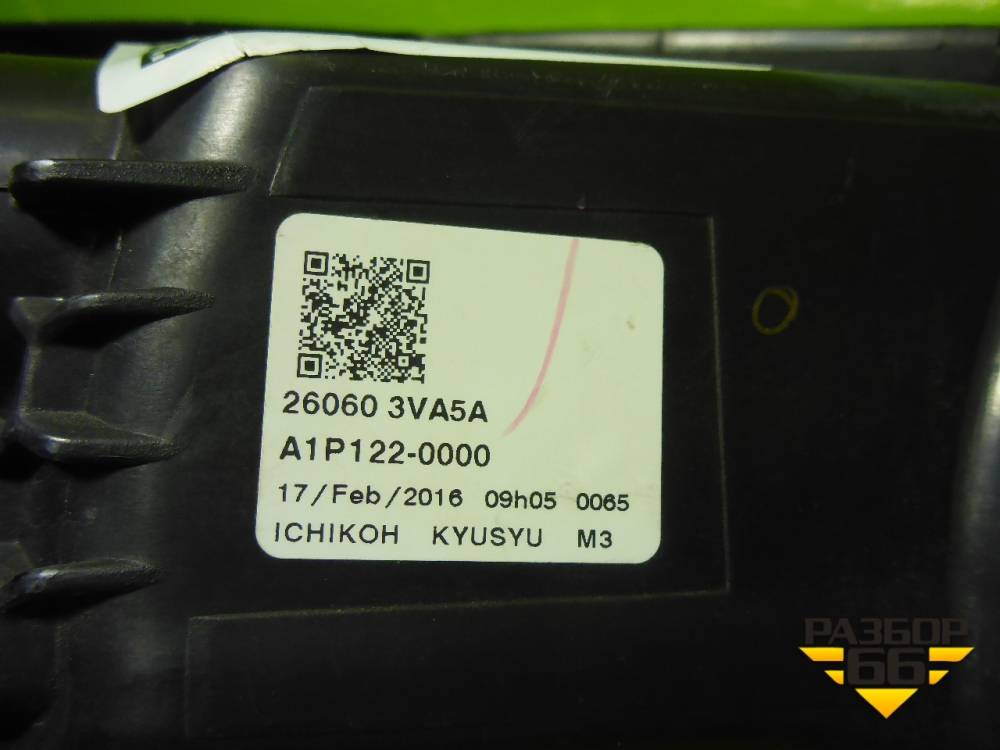 26060 3VA5A
A1P122-0000
17/Feb/2016 09h05 0065
ICHIKOH KYUSYU M3
РАЗБОР
66